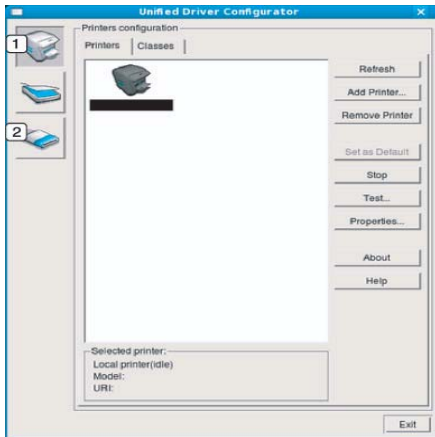 Unified Driver Configurator
1
2
Printers configuration
Printers
Classes
Refresh
Add Printer...
Remove Printer
Set as Default
Stop
Test...
Properties...
About
Help
Selected printer:
Local printer(idle)
Model:
URI:
Exit